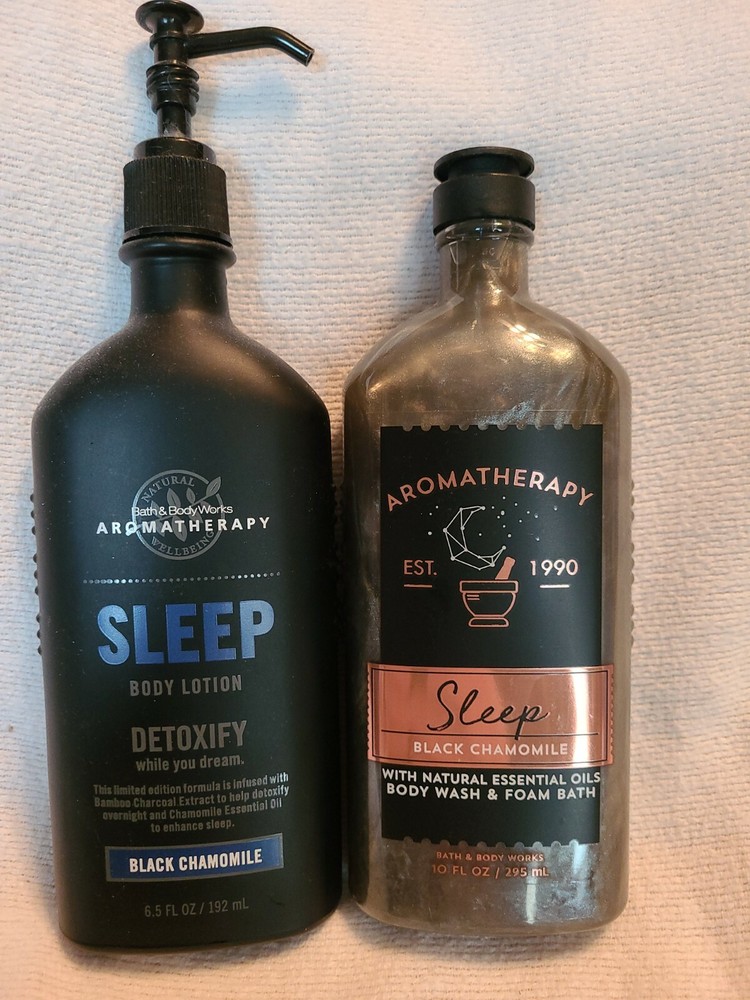 NATURAL
Bath & Body Works
AROMATHERAPY
WELLBEING
SLEEP
BODY LOTION
DETOXIFY
while you dream.
This limited edition formula is infused with
Bamboo Charcoal Extract to help detoxify
overnight and Chamomile Essential Oil
to enhance sleep.
BLACK CHAMOMILE
6.5 FL OZ / 192 mL
AROMATHERAPY
EST. 1990
Sleep
BLACK CHAMOMILE
WITH NATURAL ESSENTIAL OILS
BODY WASH & FOAM BATH
BATH & BODY WORKS
10 FL OZ / 295 mL